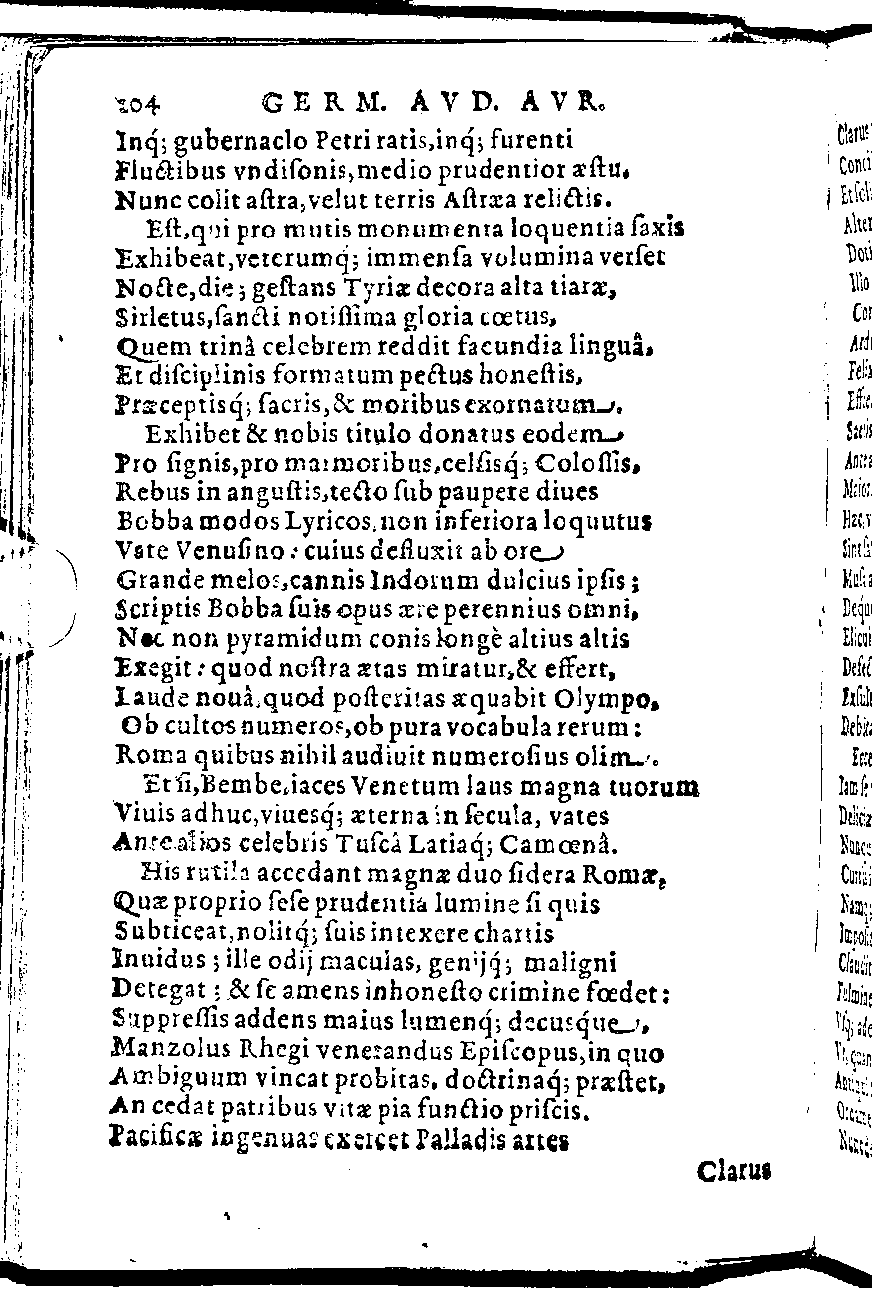 204 GERM. AVD. AVR.
Inq́; gubernaclo Petri ratis,inq́; furenti
Fluctibus vndiſonis,medio prudentior æſtu,
Nunc colit aſtra,velut terris Aſtræa relictis.
Eſt,qui pro mutis monumenta loquentia ſaxis
Exhibeat,veterumq́; immenſa volumina verſet
Nocte,die; geſtans Tyriæ decora alta tiaræ,
Sirletus,ſancti notiſſima gloria cœtus,
Quem trinâ celebrem reddit facundia linguâ,
Et diſciplinis formatum pectus honeſtis,
Præceptisq́; ſacris,& moribus exornatum.
Exhibet & nobis titulo donatus eodem
Pro ſignis,pro marmoribus,celſisq́; Coloſſis,
Rebus in anguſtis,tecto ſub paupere diues
Bobba modos Lyricos,non inferiora loquutus
Vate Venuſino: cuius defluxit ab ore
Grande melos,cannis Indorum dulcius ipſis;
Scriptis Bobba ſuis opus ære perennius omni,
Nec non pyramidum conis longè altius altis
Exegit: quod noſtra ætas miratur,& effert,
Laude nouâ,quod poſteritas æquabit Olympo,
Ob cultos numeros,ob pura vocabula rerum:
Roma quibus nihil audiuit numeroſius olim.
Et ſi,Bembe,iaces Venetum laus magna tuorum
Viuis adhuc,viuesq́; æterna in ſecula, vates
Ante alios celebris Tuſcâ Latiaq́; Camœnâ.
His rutila accedant magnæ duo ſidera Romæ,
Quæ proprio ſeſe prudentia lumine ſi quis
Subticeat,nolitq́; ſuis intexere chartis
Inuidus; ille odij maculas, genijq́; maligni
Detegat; & ſe amens inhoneſto crimine fœdet:
Suppreſſis addens maius lumenq́; decusq́ue,
Manzolus Rhegi venerandus Epiſcopus,in quo
Ambiguum vincat probitas, doctrinaq́; præſtet,
An cedat patribus vitæ pia functio priſcis.
Pacificæ ingenuas exercet Palladis artes
Clarus